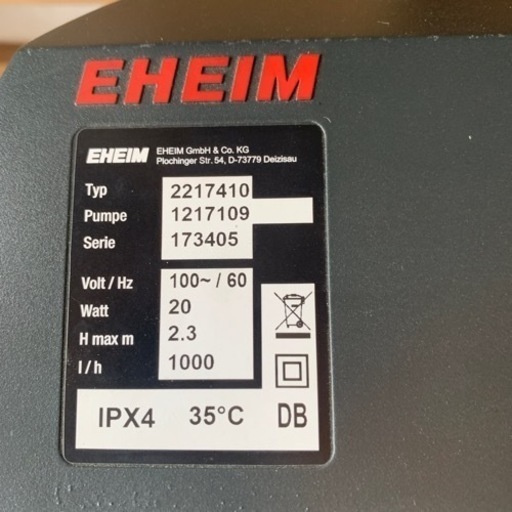 EHEIM
EHEIM EHEIM GmbH & Co. KG
Plochinger Str. 54, D-73779 Deizisau
Typ 2217410
Pumpe 1217109
Serie 173405
Volt / Hz 100~ / 60
Watt 20
H max m 2.3
l / h 1000
IPX4 35°C DB